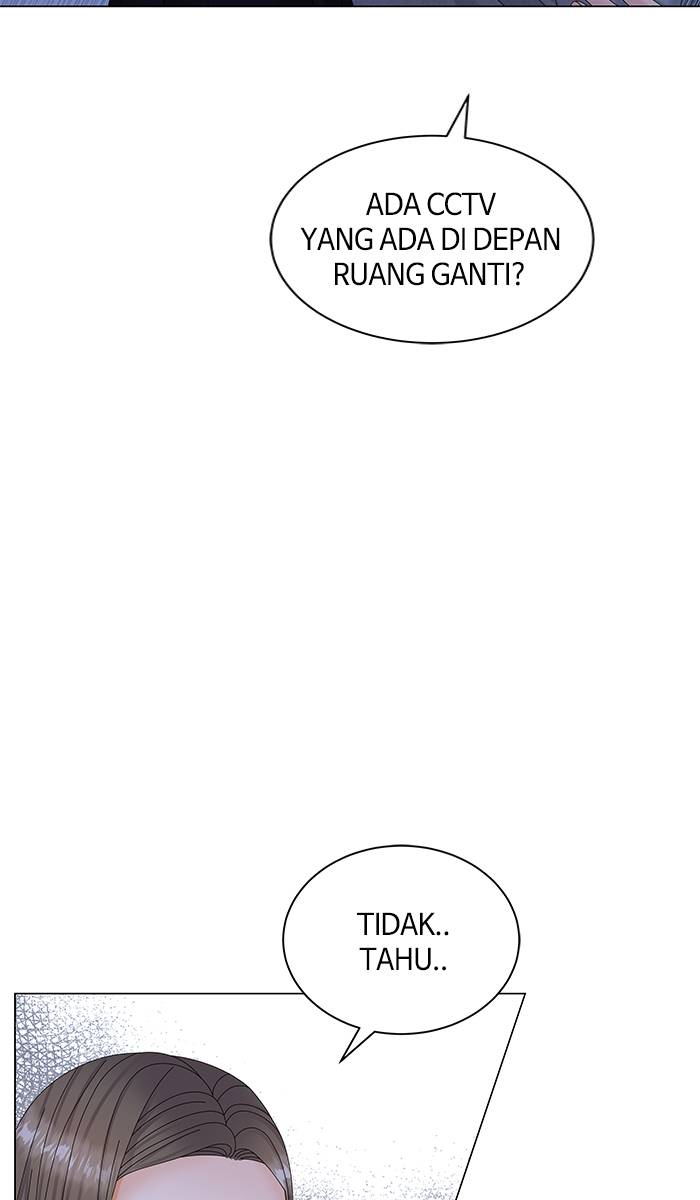 ADA CCTV
YANG ADA DI DEPAN
RUANG GANTI?
TIDAK..
TAHU..